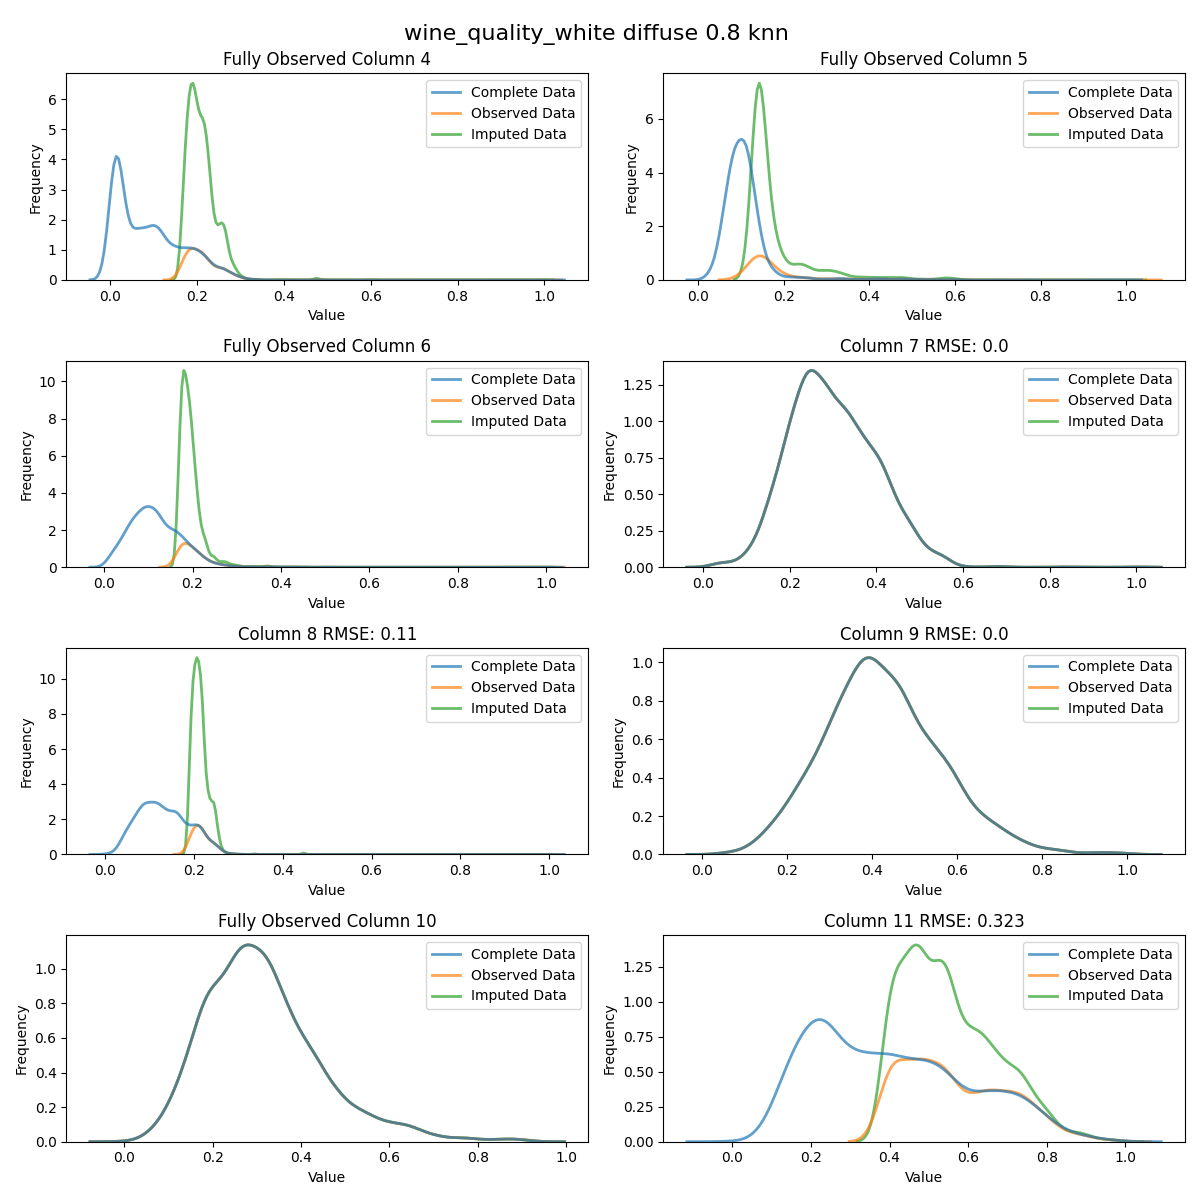 wine_quality_white diffuse 0.8 knn
Fully Observed Column 4
Frequency
6
5
4
3
2
1
0
0.0 0.2 0.4 0.6 0.8 1.0
Value
Complete Data
Observed Data
Imputed Data
Fully Observed Column 5
Frequency
6
4
2
0
0.0 0.2 0.4 0.6 0.8 1.0
Value
Complete Data
Observed Data
Imputed Data
Fully Observed Column 6
Frequency
10
8
6
4
2
0
0.0 0.2 0.4 0.6 0.8 1.0
Value
Complete Data
Observed Data
Imputed Data
Column 7 RMSE: 0.0
Frequency
1.25
1.00
0.75
0.50
0.25
0.00
0.0 0.2 0.4 0.6 0.8 1.0
Value
Complete Data
Observed Data
Imputed Data
Column 8 RMSE: 0.11
Frequency
10
8
6
4
2
0
0.0 0.2 0.4 0.6 0.8 1.0
Value
Complete Data
Observed Data
Imputed Data
Column 9 RMSE: 0.0
Frequency
1.0
0.8
0.6
0.4
0.2
0.0
0.0 0.2 0.4 0.6 0.8 1.0
Value
Complete Data
Observed Data
Imputed Data
Fully Observed Column 10
Frequency
1.0
0.8
0.6
0.4
0.2
0.0
0.0 0.2 0.4 0.6 0.8 1.0
Value
Complete Data
Observed Data
Imputed Data
Column 11 RMSE: 0.323
Frequency
1.25
1.00
0.75
0.50
0.25
0.00
0.0 0.2 0.4 0.6 0.8 1.0
Value
Complete Data
Observed Data
Imputed Data